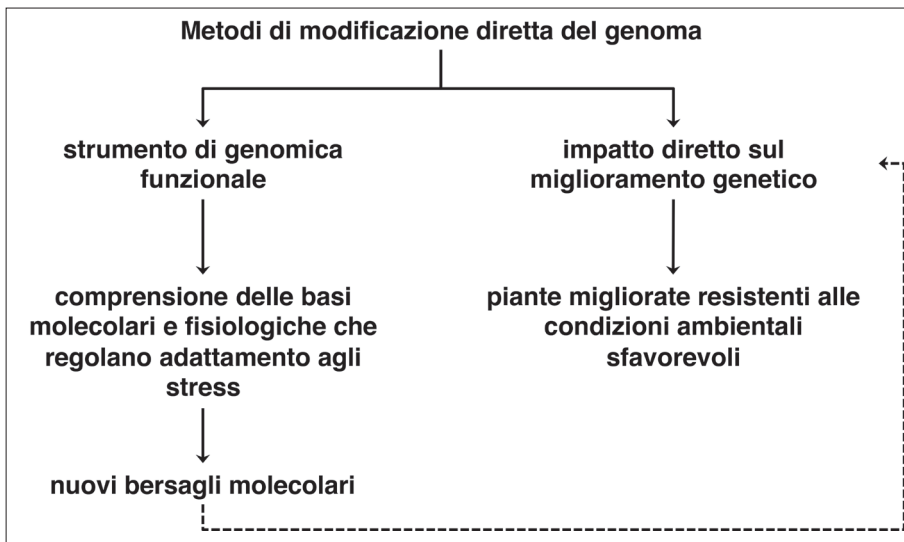 Metodi di modificazione diretta del genoma
strumento di genomica
funzionale
impatto diretto sul
miglioramento genetico
comprensione delle basi
molecolari e fisiologiche che
regolano adattamento agli
stress
piante migliorate resistenti alle
condizioni ambientali
sfavorevoli
nuovi bersagli molecolari